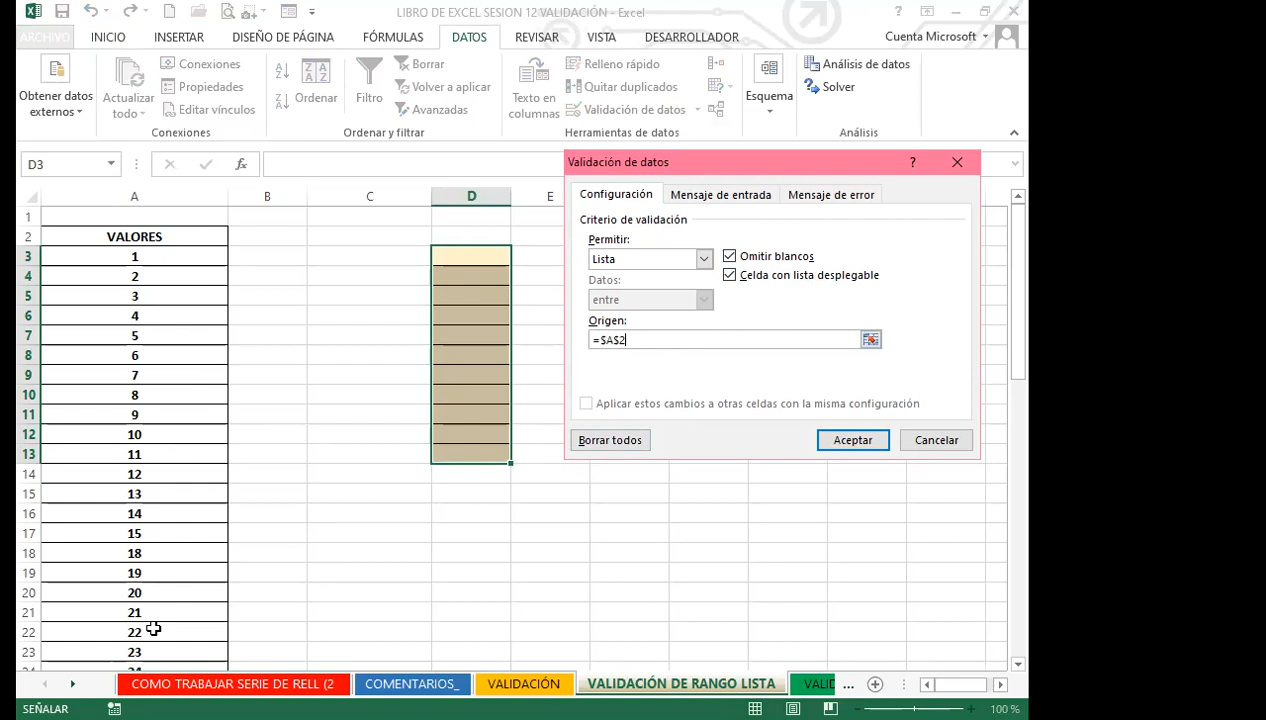 LIBRO DE EXCEL SESION 12 VALIDACIÓN - Excel
ARCHIVO INICIO INSERTAR DISEÑO DE PÁGINA FÓRMULAS DATOS REVISAR VISTA DESARROLLADOR Cuenta Microsoft
Obtener datos externos
Actualizar todo
Conexiones
Propiedades
Editar vínculos
Conexiones
Ordenar
Filtro
Borrar
Volver a aplicar
Avanzadas
Ordenar y filtrar
Texto en columnas
Relleno rápido
Quitar duplicados
Validación de datos
Herramientas de datos
Esquema
Análisis de datos
Solver
Análisis
D3 fx
Validación de datos ?
Configuración Mensaje de entrada Mensaje de error
Criterio de validación
Permitir:
Lista
Omitir blancos
Celda con lista desplegable
Datos:
entre
Origen:
=$A$2
Aplicar estos cambios a otras celdas con la misma configuración
Borrar todos Aceptar Cancelar
A B C D E
1
2 VALORES
3 1
4 2
5 3
6 4
7 5
8 6
9 7
10 8
11 9
12 10
13 11
14 12
15 13
16 14
17 15
18 18
19 19
20 20
21 21
22 22
23 23
24 24
COMO TRABAJAR SERIE DE RELL (2 COMENTARIOS_ VALIDACIÓN VALIDACIÓN DE RANGO LISTA VALID ...
SEÑALAR 100 %